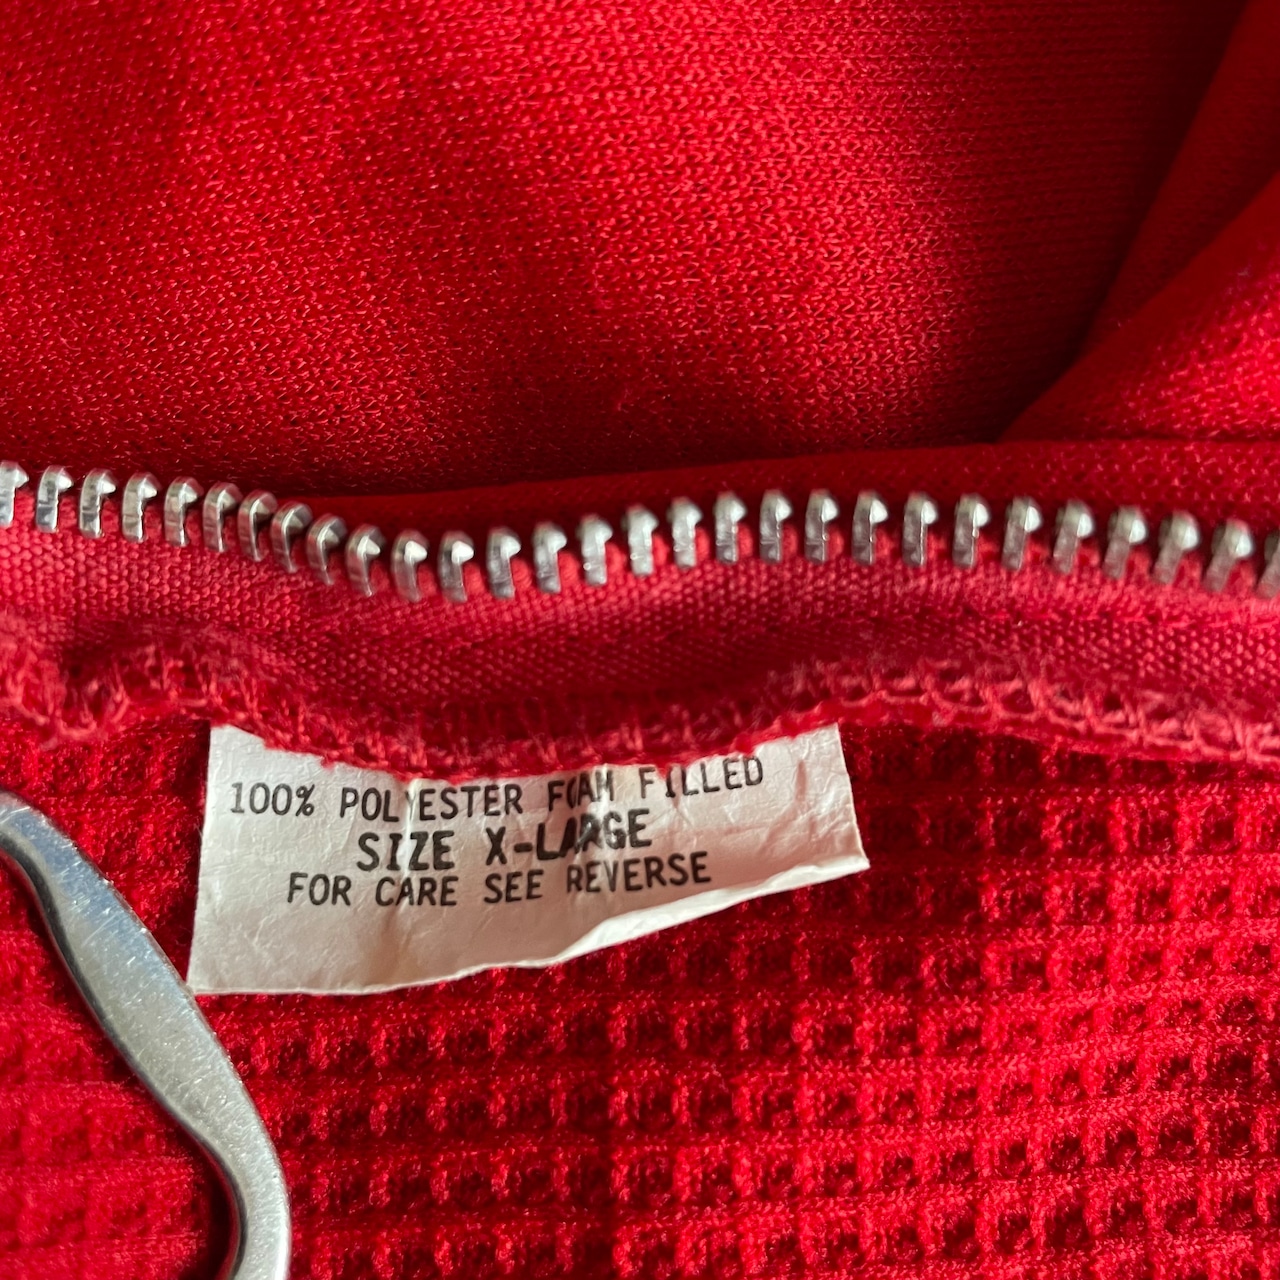 100% POLYESTER FOAM FILLED
SIZE X-LARGE
FOR CARE SEE REVERSE